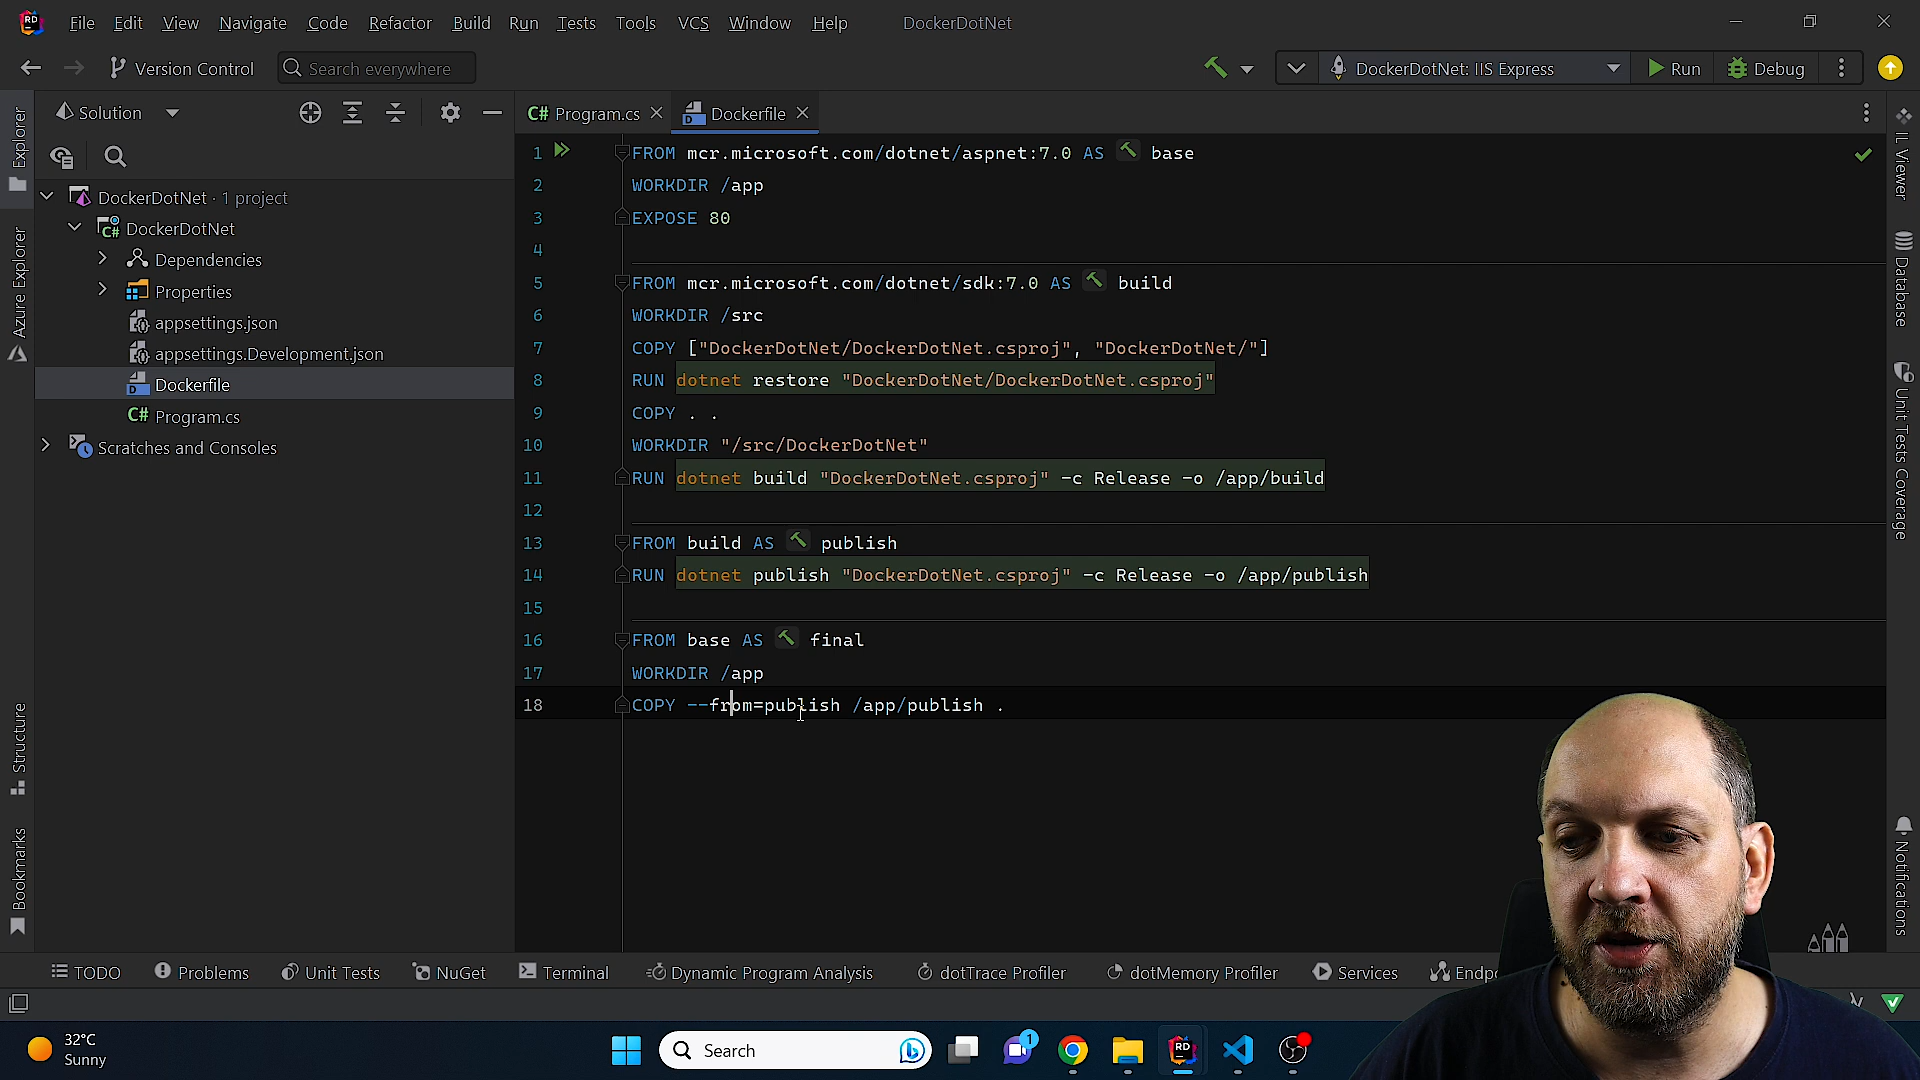 RD File Edit View Navigate Code Refactor Build Run Tests Tools VCS Window Help DockerDotNet
Version Control Search everywhere DockerDotNet: IIS Express Run Debug
Solution C# Program.cs Dockerfile
Explorer
Azure Explorer
Structure
Bookmarks
DockerDotNet · 1 project
DockerDotNet
Dependencies
Properties
appsettings.json
appsettings.Development.json
Dockerfile
C# Program.cs
Scratches and Consoles
1 FROM mcr.microsoft.com/dotnet/aspnet:7.0 AS base
2 WORKDIR /app
3 EXPOSE 80
4
5 FROM mcr.microsoft.com/dotnet/sdk:7.0 AS build
6 WORKDIR /src
7 COPY ["DockerDotNet/DockerDotNet.csproj", "DockerDotNet/"]
8 RUN dotnet restore "DockerDotNet/DockerDotNet.csproj"
9 COPY . .
10 WORKDIR "/src/DockerDotNet"
11 RUN dotnet build "DockerDotNet.csproj" -c Release -o /app/build
12
13 FROM build AS publish
14 RUN dotnet publish "DockerDotNet.csproj" -c Release -o /app/publish
15
16 FROM base AS final
17 WORKDIR /app
18 COPY --from=publish /app/publish .
IL Viewer
Database
Unit Tests Coverage
Notifications
TODO Problems Unit Tests NuGet Terminal Dynamic Program Analysis dotTrace Profiler dotMemory Profiler Services Endp
32°C
Sunny
Search
1
RD